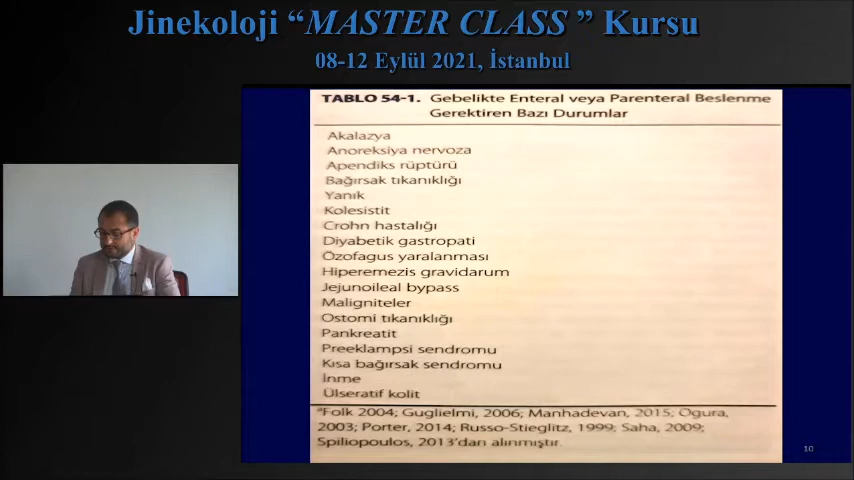 Jinekoloji “MASTER CLASS ” Kursu
08-12 Eylül 2021, İstanbul
TABLO 54-1. Gebelikte Enteral veya Parenteral Beslenme
Gerektiren Bazı Durumlar
Akalazya
Anoreksiya nervoza
Apendiks rüptürü
Bağırsak tıkanıklığı
Yanık
Kolesistit
Crohn hastalığı
Diyabetik gastropati
Özofagus yaralanması
Hiperemezis gravidarum
Jejunoileal bypass
Maligniteler
Ostomi tıkanıklığı
Pankreatit
Preeklampsi sendromu
Kısa bağırsak sendromu
İnme
Ülseratif kolit
ᵃFolk 2004; Guglielmi, 2006; Manhadevan, 2015; Ogura,
2003; Porter, 2014; Russo-Stieglitz, 1999; Saha, 2009;
Spiliopoulos, 2013’dan alınmıştır.
10